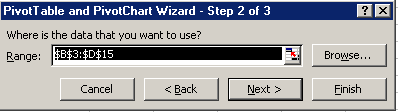 PivotTable and PivotChart Wizard - Step 2 of 3
Where is the data that you want to use?
Range: $B$3:$D$15 Browse...
Cancel < Back Next > Finish